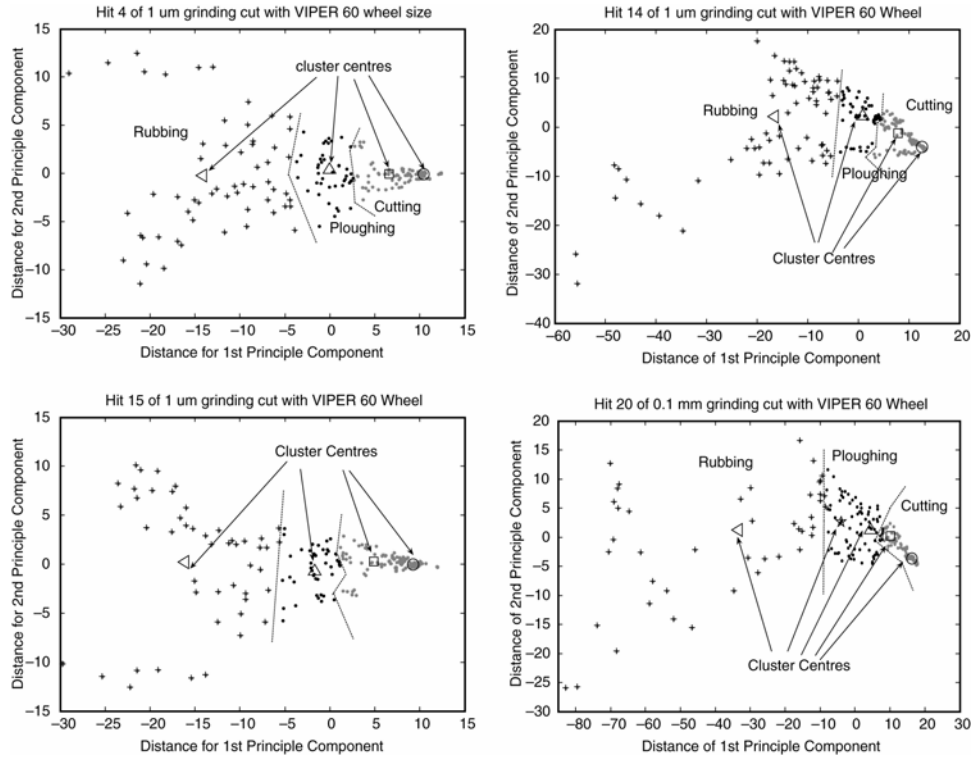 Hit 4 of 1 um grinding cut with VIPER 60 wheel size
15
10
5
0
−5
−10
−15
−30 −25 −20 −15 −10 −5 0 5 10 15
Distance for 2nd Principle Component
Distance for 1st Principle Component
cluster centres
Rubbing
Cutting
Ploughing
Hit 14 of 1 um grinding cut with VIPER 60 Wheel
20
10
0
−10
−20
−30
−40
−60 −50 −40 −30 −20 −10 0 10 20
Distance of 2nd Principle Component
Distance of 1st Principle Component
Rubbing
Cutting
Ploughing
Cluster Centres
Hit 15 of 1 um grinding cut with VIPER 60 Wheel
15
10
5
0
−5
−10
−15
−30 −25 −20 −15 −10 −5 0 5 10 15
Distance for 2nd Principle Component
Distance for 1st Principle Component
Cluster Centres
Hit 20 of 0.1 mm grinding cut with VIPER 60 Wheel
20
15
10
5
0
−5
−10
−15
−20
−25
−30
−80 −70 −60 −50 −40 −30 −20 −10 0 10 20 30
Distance of 2nd Principle Component
Distance of 1st Principle Component
Rubbing
Ploughing
Cutting
Cluster Centres